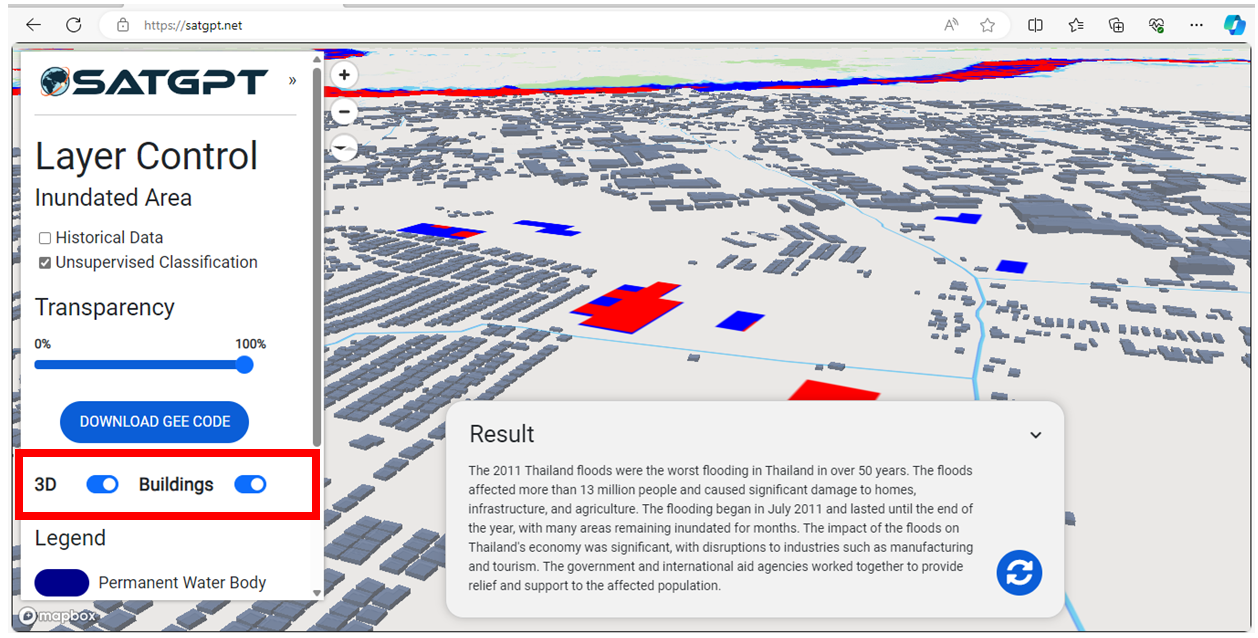 https://satgpt.net
SATGPT
»
Layer Control
Inundated Area
Historical Data
Unsupervised Classification
Transparency
0% 100%
DOWNLOAD GEE CODE
3D Buildings
Legend
Permanent Water Body
mapbox
Result
The 2011 Thailand floods were the worst flooding in Thailand in over 50 years. The floods
affected more than 13 million people and caused significant damage to homes,
infrastructure, and agriculture. The flooding began in July 2011 and lasted until the end of
the year, with many areas remaining inundated for months. The impact of the floods on
Thailand's economy was significant, with disruptions to industries such as manufacturing
and tourism. The government and international aid agencies worked together to provide
relief and support to the affected population.